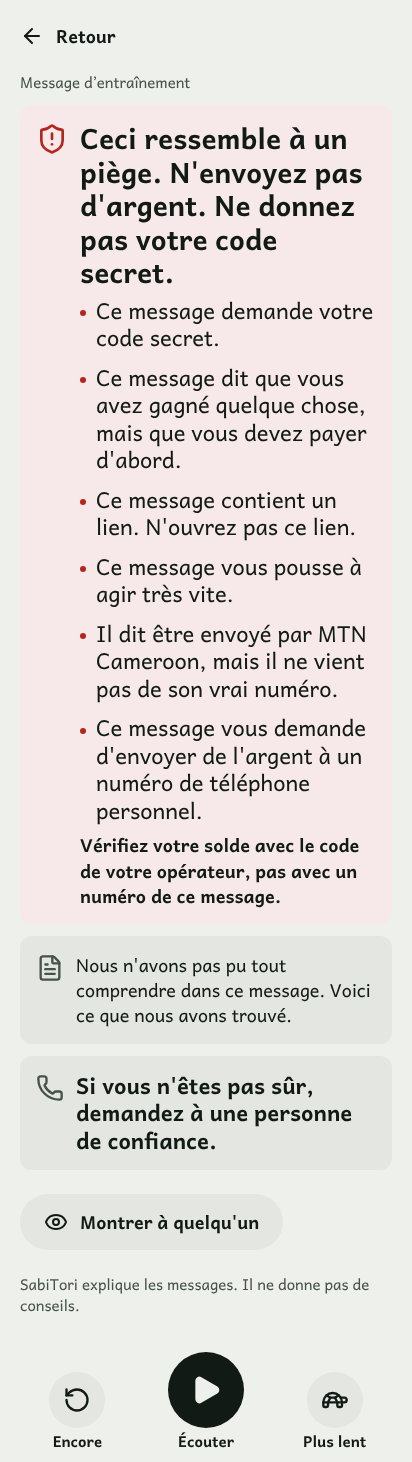 Retour
Message d’entraînement
Ceci ressemble à un
piège. N'envoyez pas
d'argent. Ne donnez
pas votre code
secret.
• Ce message demande votre
code secret.
• Ce message dit que vous
avez gagné quelque chose,
mais que vous devez payer
d'abord.
• Ce message contient un
lien. N'ouvrez pas ce lien.
• Ce message vous pousse à
agir très vite.
• Il dit être envoyé par MTN
Cameroon, mais il ne vient
pas de son vrai numéro.
• Ce message vous demande
d'envoyer de l'argent à un
numéro de téléphone
personnel.
Vérifiez votre solde avec le code
de votre opérateur, pas avec un
numéro de ce message.
Nous n'avons pas pu tout
comprendre dans ce message. Voici
ce que nous avons trouvé.
Si vous n'êtes pas sûr,
demandez à une personne
de confiance.
Montrer à quelqu'un
SabiTori explique les messages. Il ne donne pas de
conseils.
Encore
Écouter
Plus lent